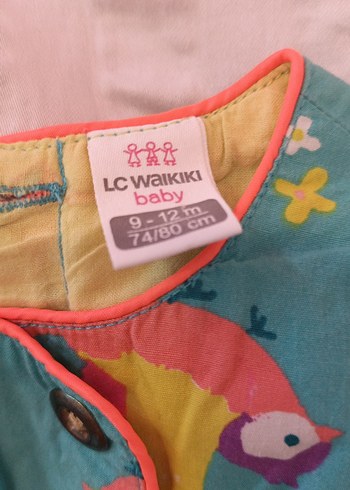 LC WAIKIKI
baby
9 - 12 m
74/80 cm